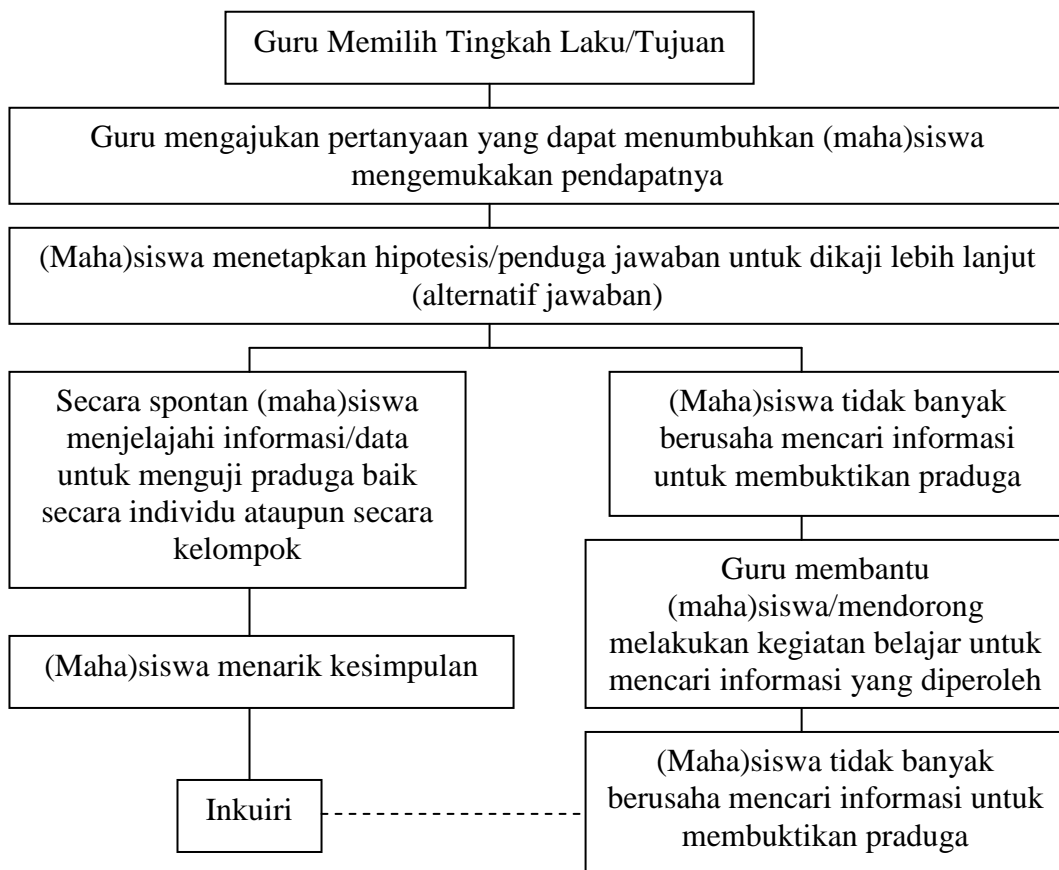 Guru Memilih Tingkah Laku/Tujuan
Guru mengajukan pertanyaan yang dapat menumbuhkan (maha)siswa
mengemukakan pendapatnya
(Maha)siswa menetapkan hipotesis/penduga jawaban untuk dikaji lebih lanjut
(alternatif jawaban)
Secara spontan (maha)siswa
menjelajahi informasi/data
untuk menguji praduga baik
secara individu ataupun secara
kelompok
(Maha)siswa menarik kesimpulan
Inkuiri
(Maha)siswa tidak banyak
berusaha mencari informasi
untuk membuktikan praduga
Guru membantu
(maha)siswa/mendorong
melakukan kegiatan belajar untuk
mencari informasi yang diperoleh
(Maha)siswa tidak banyak
berusaha mencari informasi untuk
membuktikan praduga